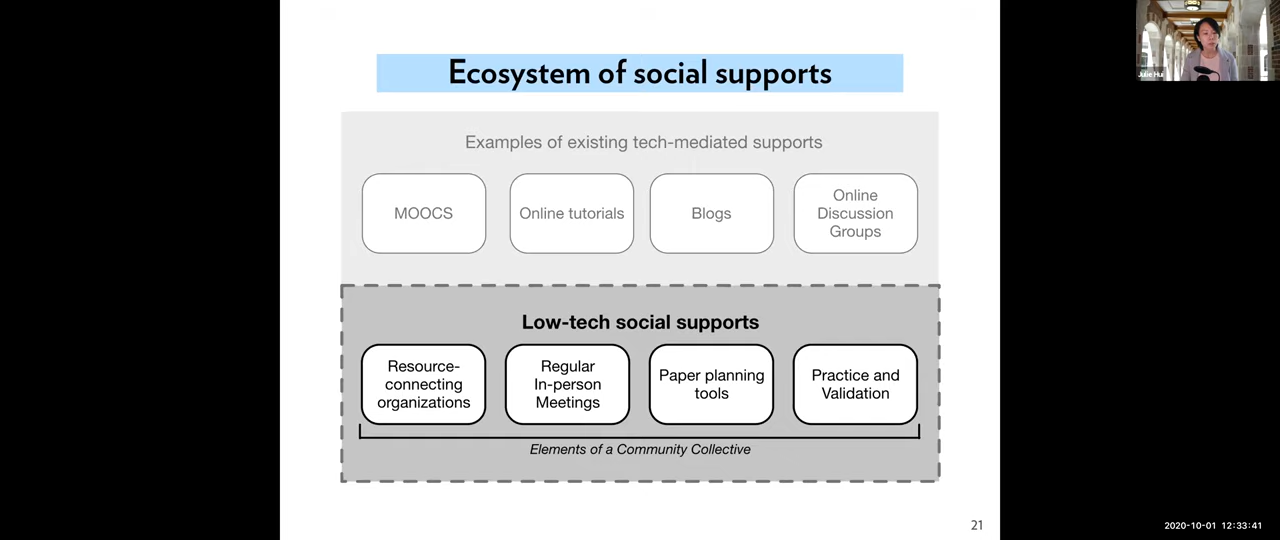 Ecosystem of social supports
Julie Hui
Examples of existing tech-mediated supports
MOOCS
Online tutorials
Blogs
Online
Discussion
Groups
Low-tech social supports
Resource-
connecting
organizations
Regular
In-person
Meetings
Paper planning
tools
Practice and
Validation
Elements of a Community Collective
21
2020-10-01 12:33:41